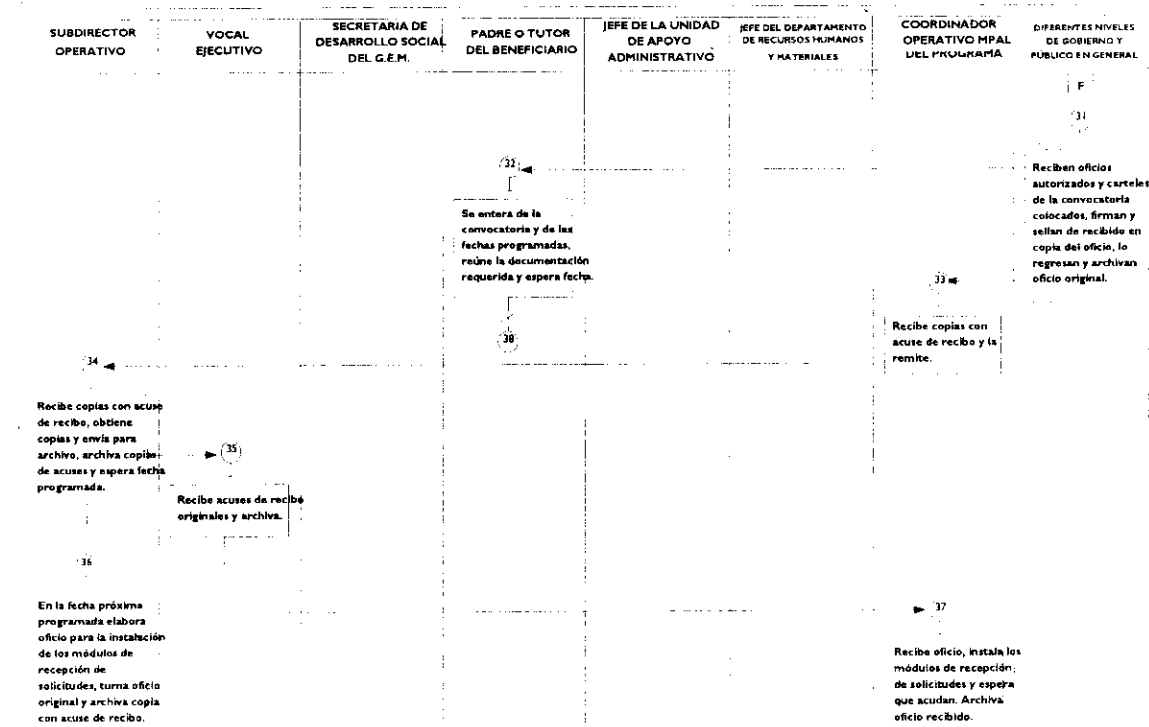 SUBDIRECTOR
OPERATIVO
VOCAL
EJECUTIVO
SECRETARIA DE
DESARROLLO SOCIAL
DEL G.E.M.
PADRE O TUTOR
DEL BENEFICIARIO
JEFE DE LA UNIDAD
DE APOYO
ADMINISTRATIVO
JEFE DEL DEPARTAMENTO
DE RECURSOS HUMANOS
Y MATERIALES
COORDINADOR
OPERATIVO MPAL
DEL PROGRAMA
DIFERENTES NIVELES
DE GOBIERNO Y
PÚBLICO EN GENERAL
F
31
Reciben oficios
autorizados y carteles
de la convocatoria
colocados, firman y
sellan de recibido en
copia del oficio, lo
regresan y archivan
oficio original.
32
Se entera de la
convocatoria y de las
fechas programadas,
reúne la documentación
requerida y espera fecha.
38
33
Recibe copias con
acuse de recibo y la
remite.
34
Recibe copias con acuse
de recibo, obtiene
copias y envía para
archivo, archiva copias
de acuses y espera fecha
programada.
35
Recibe acuses de recibo
originales y archiva.
36
En la fecha próxima
programada elabora
oficio para la instalación
de los módulos de
recepción de
solicitudes, turna oficio
original y archiva copia
con acuse de recibo.
37
Recibe oficio, instala los
módulos de recepción
de solicitudes y espera
que acudan. Archiva
oficio recibido.